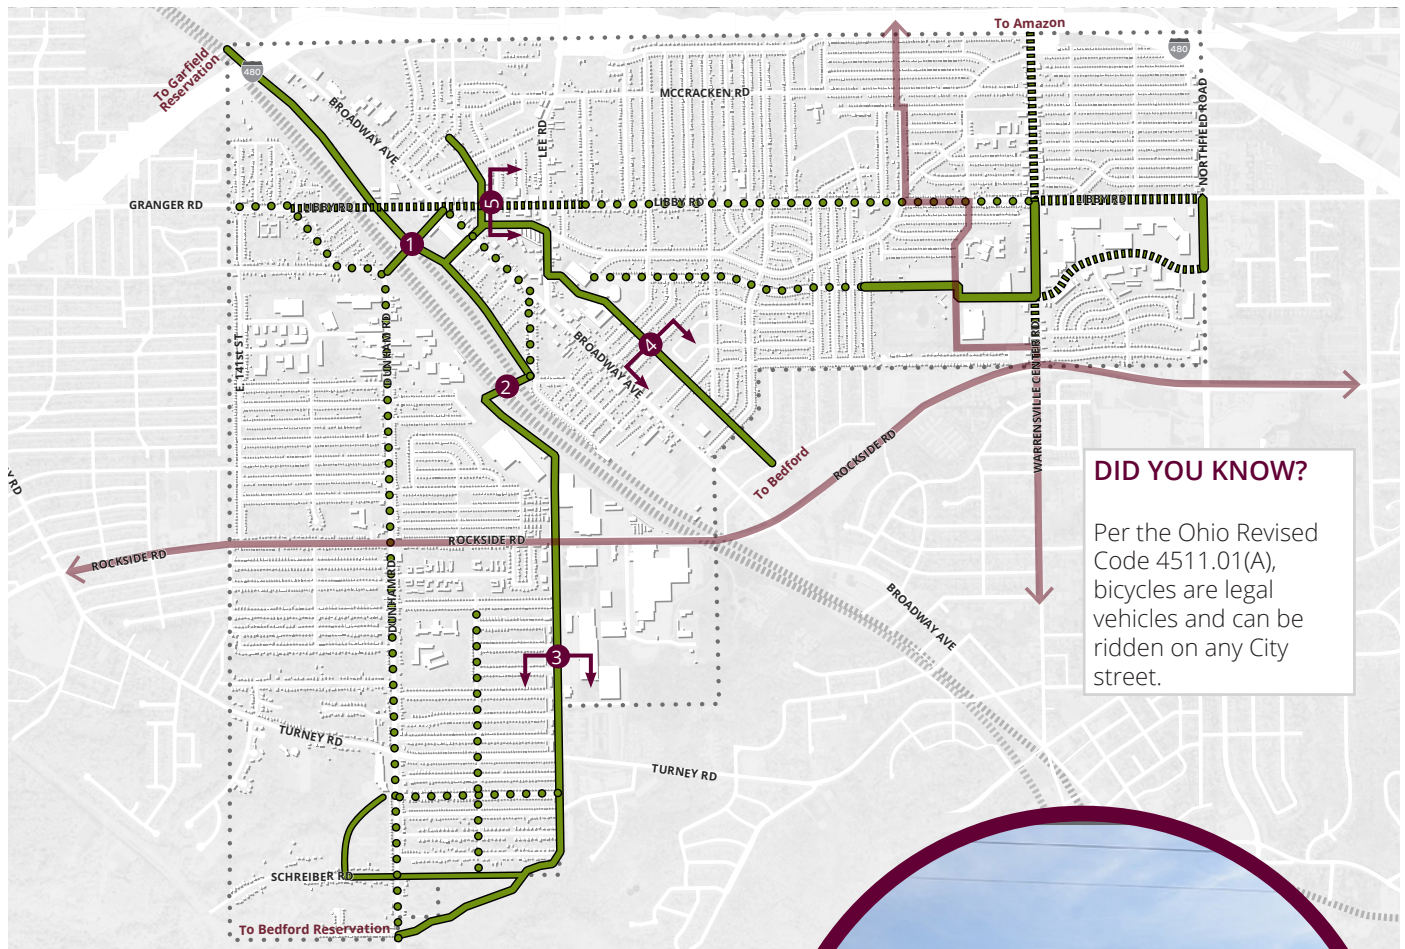 To Amazon
480
480
To Garfield
Reservation
MCCRACKEN RD
BROADWAY AVE
LEE RD
NORTHFIELD ROAD
GRANGER RD
LIBBY RD
LIBBY RD
LIBBY RD
5
1
E. 141st ST
DUNHAM RD
4
BROADWAY AVE
2
WARRENSVILLE CENTER RD
ROCKSIDE RD
To Bedford
Y RD
ROCKSIDE RD
ROCKSIDE RD
DUNHAM RD
BROADWAY AVE
3
TURNEY RD
TURNEY RD
SCHREIBER RD
To Bedford Reservation
DID YOU KNOW?
Per the Ohio Revised
Code 4511.01(A),
bicycles are legal
vehicles and can be
ridden on any City
street.